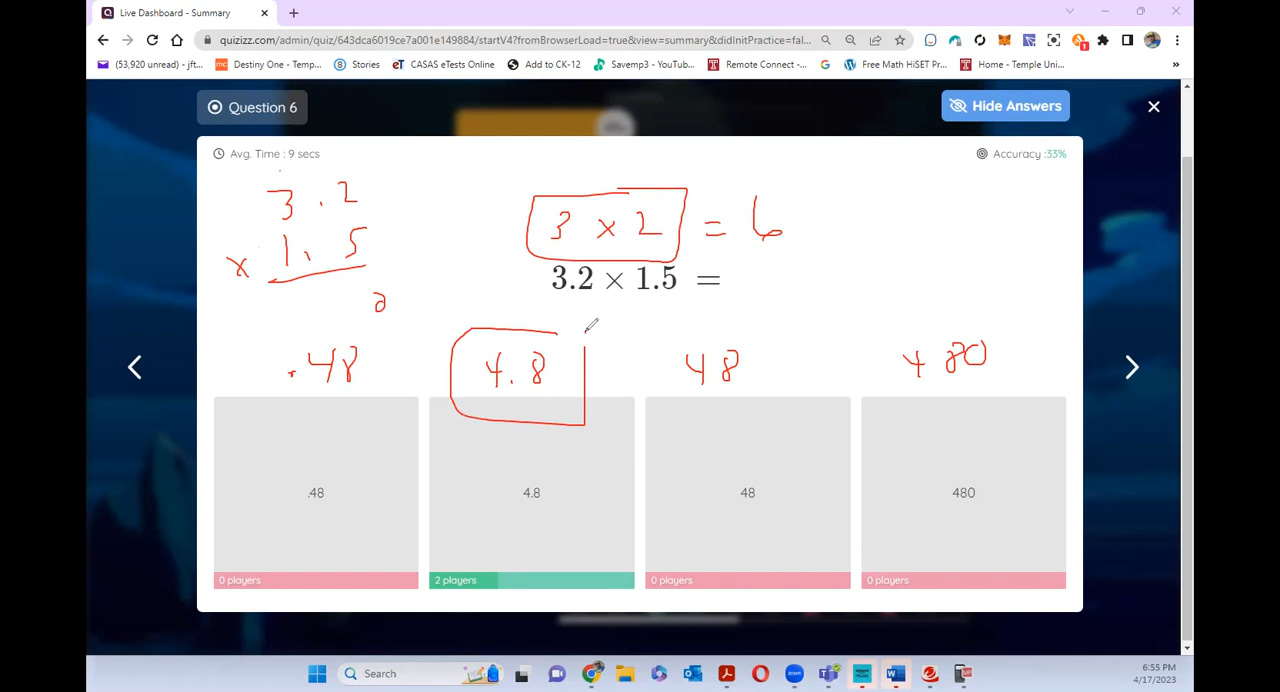 Live Dashboard - Summary
quizizz.com/admin/quiz/643dca6019ce7a001e149884/startV4?fromBrowserLoad=true&view=summary&didInitPractice=fal...
(53,920 unread) - jft... Destiny One - Temp... Stories CASAS eTests Online Add to CK-12 Savemp3 - YouTub... Remote Connect -... Free Math HiSET Pr... Home - Temple Uni...
Question 6
Hide Answers
Avg. Time : 9 secs
Accuracy :33%
3.2
x 1.5
3 x 2 = 6
3.2 × 1.5 =
.48 4.8 48 480
.48 4.8 48 480
0 players 2 players 0 players 0 players
Search
6:55 PM
4/17/2023